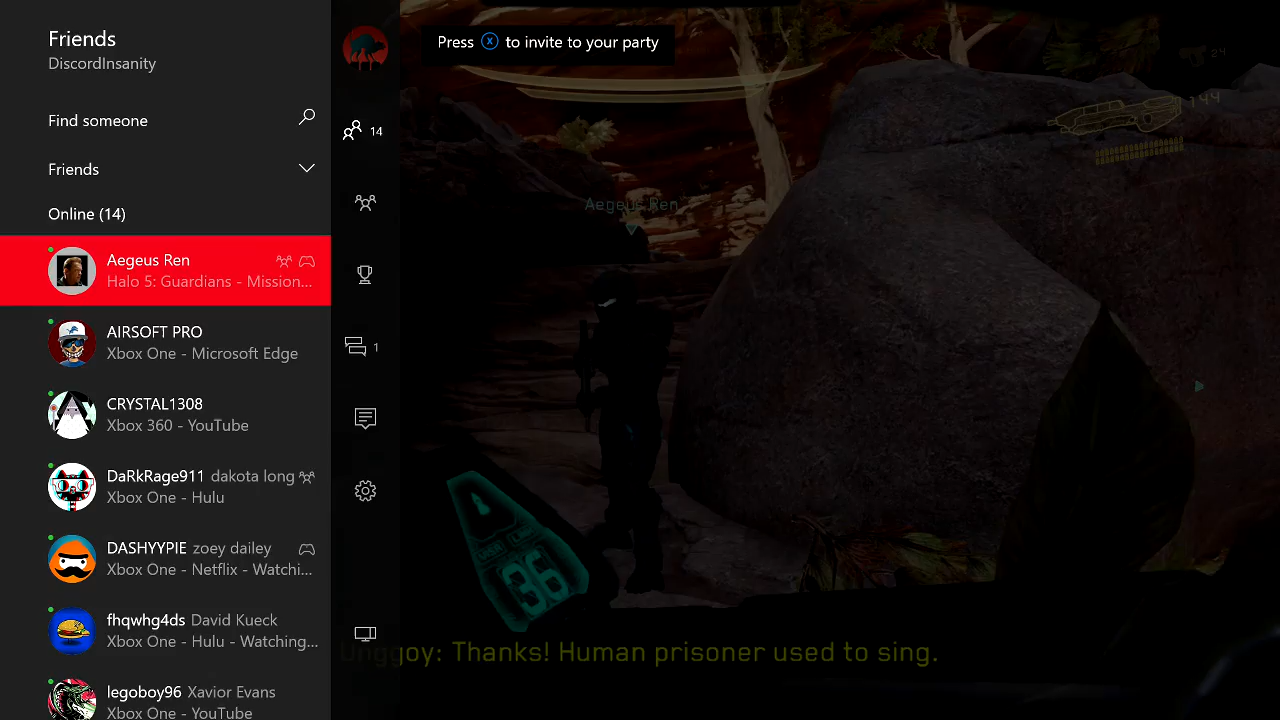 Friends
DiscordInsanity
Find someone
Friends
Online (14)
Aegeus Ren
Halo 5: Guardians - Mission...
AIRSOFT PRO
Xbox One - Microsoft Edge
CRYSTAL1308
Xbox 360 - YouTube
DaRkRage911 dakota long
Xbox One - Hulu
DASHYYPIE zoey dailey
Xbox One - Netflix - Watchi...
fhqwhg4ds David Kueck
Xbox One - Hulu - Watching...
legoboy96 Xavior Evans
Xbox One - YouTube
14
1
Press X to invite to your party
24
144
Aegeus Ren
36
Unggoy: Thanks! Human prisoner used to sing.